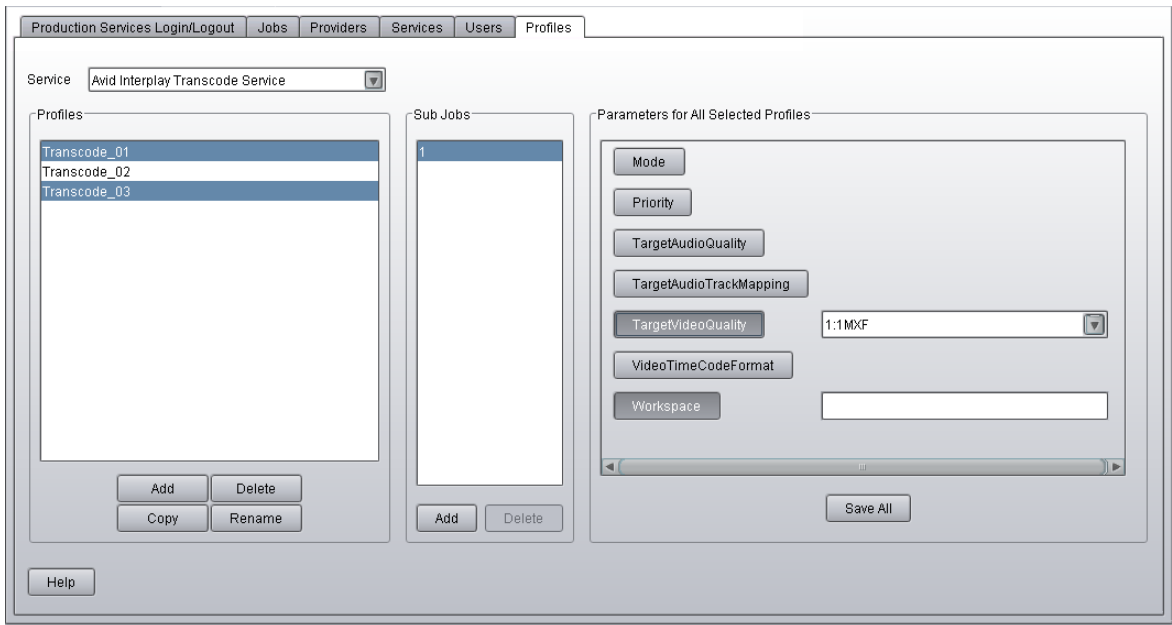 Production Services Login/Logout Jobs Providers Services Users Profiles
Service Avid Interplay Transcode Service
Profiles
Transcode_01
Transcode_02
Transcode_03
Add Delete
Copy Rename
Sub Jobs
1
Add Delete
Parameters for All Selected Profiles
Mode
Priority
TargetAudioQuality
TargetAudioTrackMapping
TargetVideoQuality 1:1MXF
VideoTimeCodeFormat
Workspace
Save All
Help